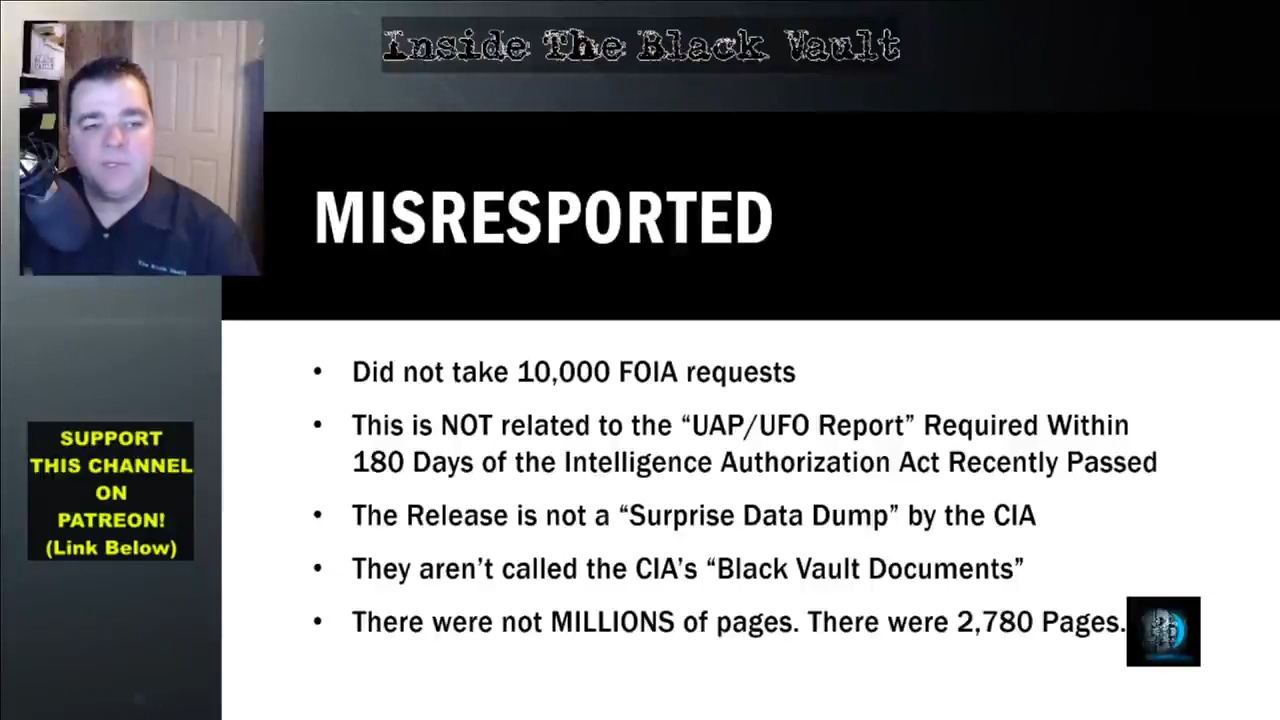 Inside The Black Vault
MISRESPORTED
• Did not take 10,000 FOIA requests
• This is NOT related to the “UAP/UFO Report” Required Within
180 Days of the Intelligence Authorization Act Recently Passed
• The Release is not a “Surprise Data Dump” by the CIA
• They aren’t called the CIA’s “Black Vault Documents”
• There were not MILLIONS of pages. There were 2,780 Pages.
SUPPORT
THIS CHANNEL
ON
PATREON!
(Link Below)
The Black Vault